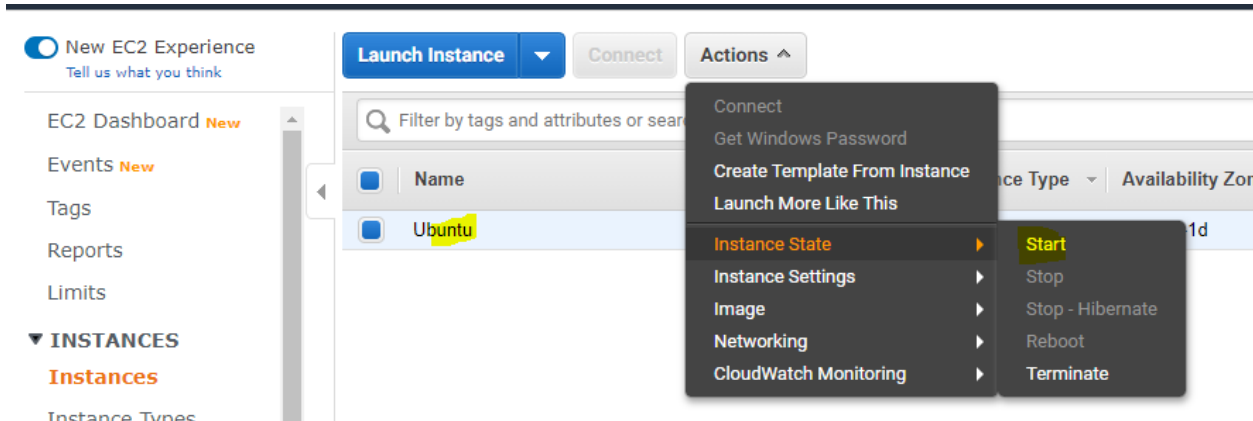 New EC2 Experience
Tell us what you think
EC2 Dashboard New
Events New
Tags
Reports
Limits
INSTANCES
Instances
Instance Types
Launch Instance
Connect
Actions
Filter by tags and attributes or sear
Name
ce Type
Availability Zon
Ubuntu
1d
Connect
Get Windows Password
Create Template From Instance
Launch More Like This
Instance State
Instance Settings
Image
Networking
CloudWatch Monitoring
Start
Stop
Stop - Hibernate
Reboot
Terminate